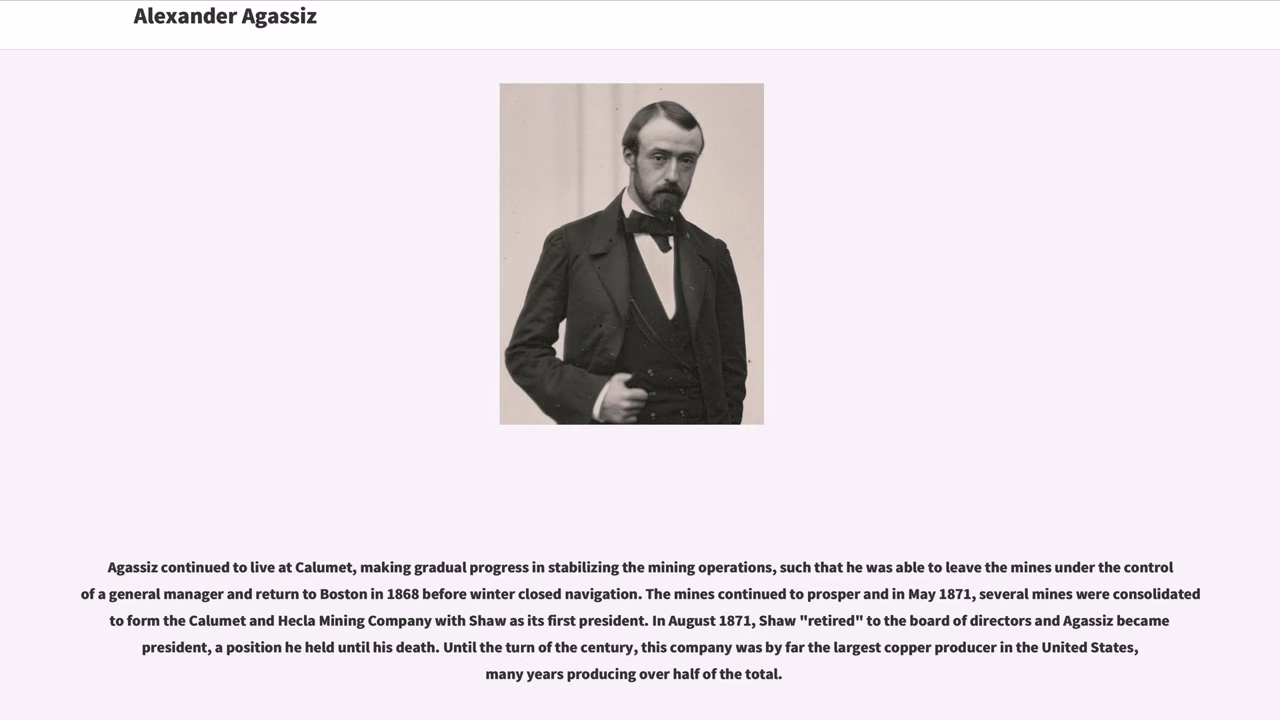 Alexander Agassiz
Agassiz continued to live at Calumet, making gradual progress in stabilizing the mining operations, such that he was able to leave the mines under the control
of a general manager and return to Boston in 1868 before winter closed navigation. The mines continued to prosper and in May 1871, several mines were consolidated
to form the Calumet and Hecla Mining Company with Shaw as its first president. In August 1871, Shaw "retired" to the board of directors and Agassiz became
president, a position he held until his death. Until the turn of the century, this company was by far the largest copper producer in the United States,
many years producing over half of the total.